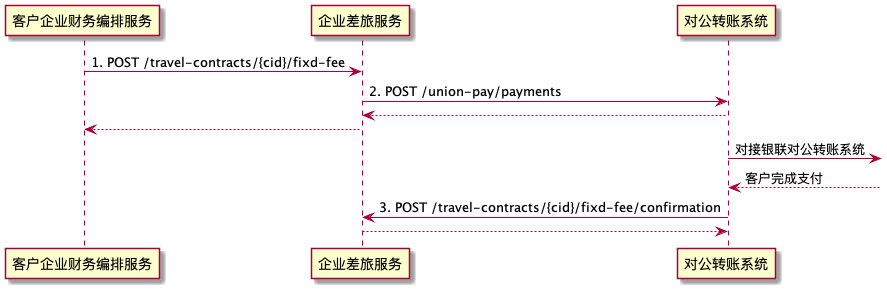 客户企业财务编排服务
企业差旅服务
对公转账系统
1. POST /travel-contracts/{cid}/fixd-fee
2. POST /union-pay/payments
对接银联对公转账系统
客户完成支付
3. POST /travel-contracts/{cid}/fixd-fee/confirmation
客户企业财务编排服务
企业差旅服务
对公转账系统